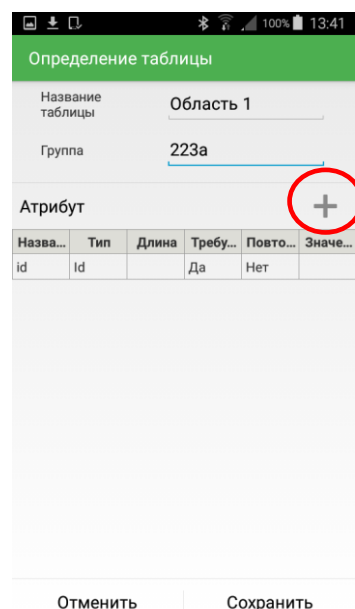 100% 13:41
Определение таблицы
Название
таблицы
Область 1
Группа
223a
Атрибут
Назва... Тип Длина Требу... Повто... Значе...
id Id Да Нет
Отменить Сохранить